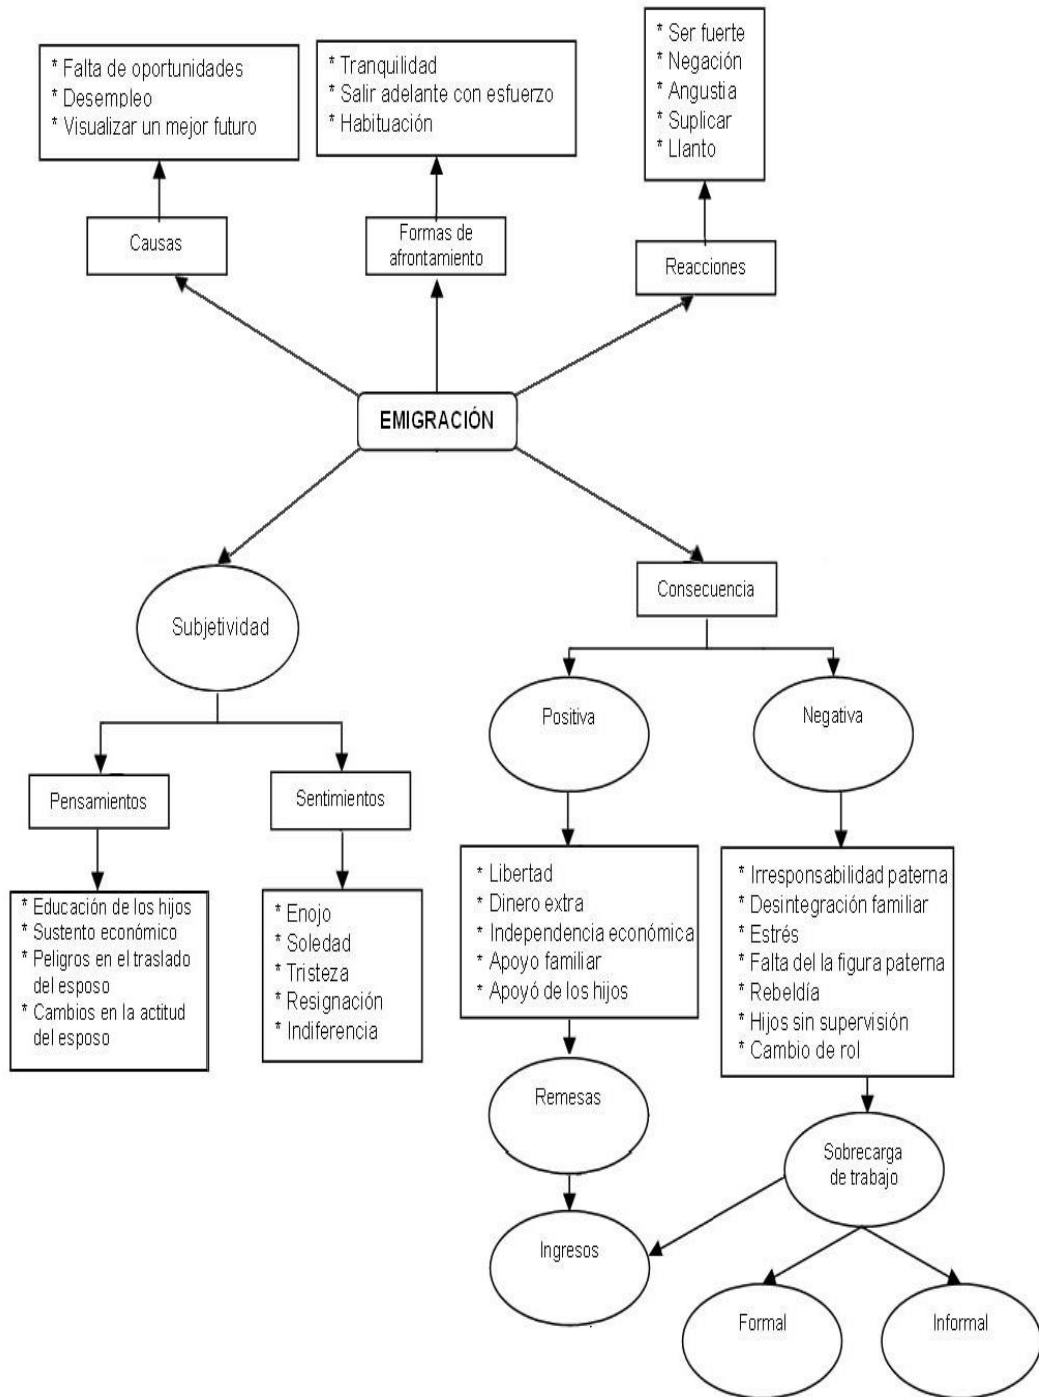 * Falta de oportunidades
* Desempleo
* Visualizar un mejor futuro
* Tranquilidad
* Salir adelante con esfuerzo
* Habituación
* Ser fuerte
* Negación
* Angustia
* Suplicar
* Llanto
Causas
Formas de
afrontamiento
Reacciones
EMIGRACIÓN
Subjetividad
Consecuencia
Positiva
Negativa
Pensamientos
Sentimientos
* Educación de los hijos
* Sustento económico
* Peligros en el traslado
del esposo
* Cambios en la actitud
del esposo
* Enojo
* Soledad
* Tristeza
* Resignación
* Indiferencia
* Libertad
* Dinero extra
* Independencia económica
* Apoyo familiar
* Apoyó de los hijos
* Irresponsabilidad paterna
* Desintegración familiar
* Estrés
* Falta del la figura paterna
* Rebeldía
* Hijos sin supervisión
* Cambio de rol
Remesas
Sobrecarga
de trabajo
Ingresos
Formal
Informal